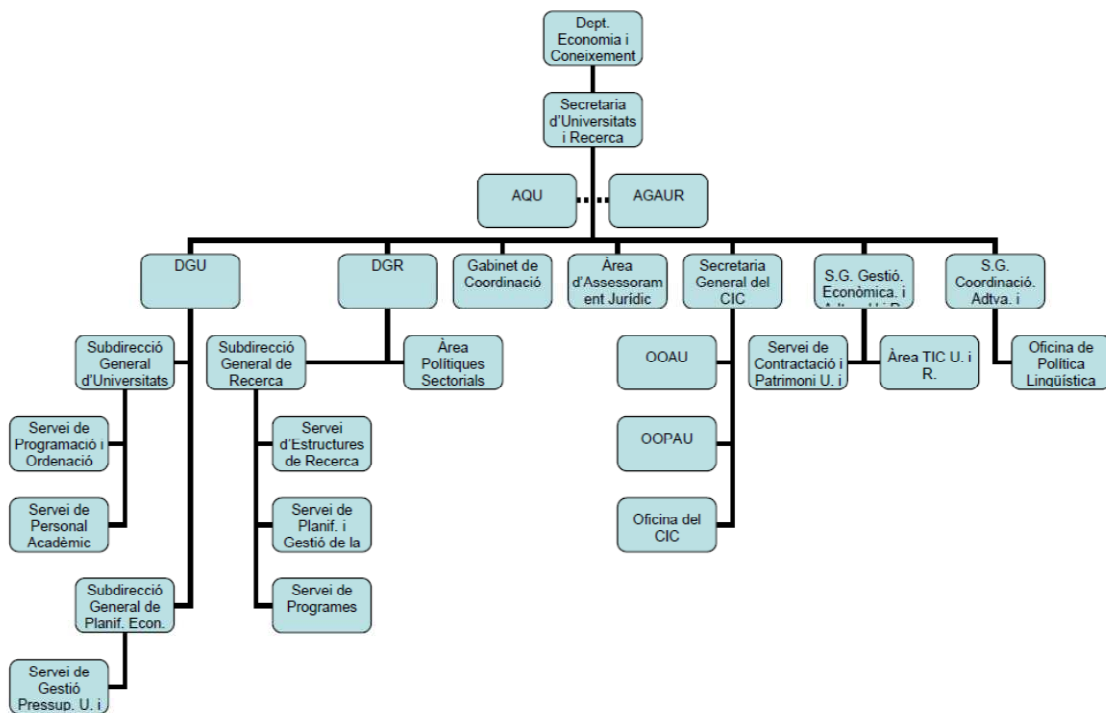 Dept.
Economia i
Coneixement
Secretaria
d'Universitats
i Recerca
AQU
AGAUR
DGU
DGR
Gabinet de
Coordinació
Àrea
d'Assessoram
ent Jurídic
Secretaria
General del
CIC
S.G. Gestió.
Econòmica. i
S.G.
Coordinació.
Adtva. i
Subdirecció
General
d'Universitats
Subdirecció
General de
Recerca
Àrea
Polítiques
Sectorials
OOAU
Servei de
Contractació i
Patrimoni U. i
Àrea TIC U. i
R.
Oficina de
Política
Lingüística
Servei de
Programació i
Ordenació
Servei
d'Estructures
de Recerca
OOPAU
Servei de
Personal
Acadèmic
Servei de
Planif. i
Gestió de la
Oficina del
CIC
Subdirecció
General de
Planif. Econ.
Servei de
Programes
Servei de
Gestió
Pressup. U. i